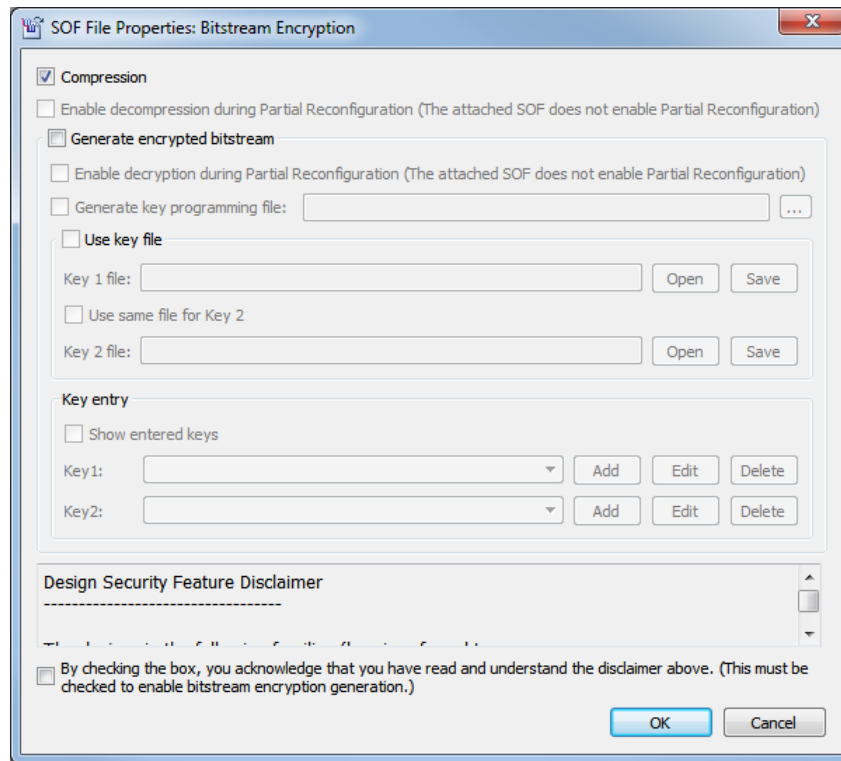 SOF File Properties: Bitstream Encryption
Compression
Enable decompression during Partial Reconfiguration (The attached SOF does not enable Partial Reconfiguration)
Generate encrypted bitstream
Enable decryption during Partial Reconfiguration (The attached SOF does not enable Partial Reconfiguration)
Generate key programming file: ...
Use key file
Key 1 file: Open Save
Use same file for Key 2
Key 2 file: Open Save
Key entry
Show entered keys
Key1: Add Edit Delete
Key2: Add Edit Delete
Design Security Feature Disclaimer
----------------------------------
By checking the box, you acknowledge that you have read and understand the disclaimer above. (This must be
checked to enable bitstream encryption generation.)
OK Cancel